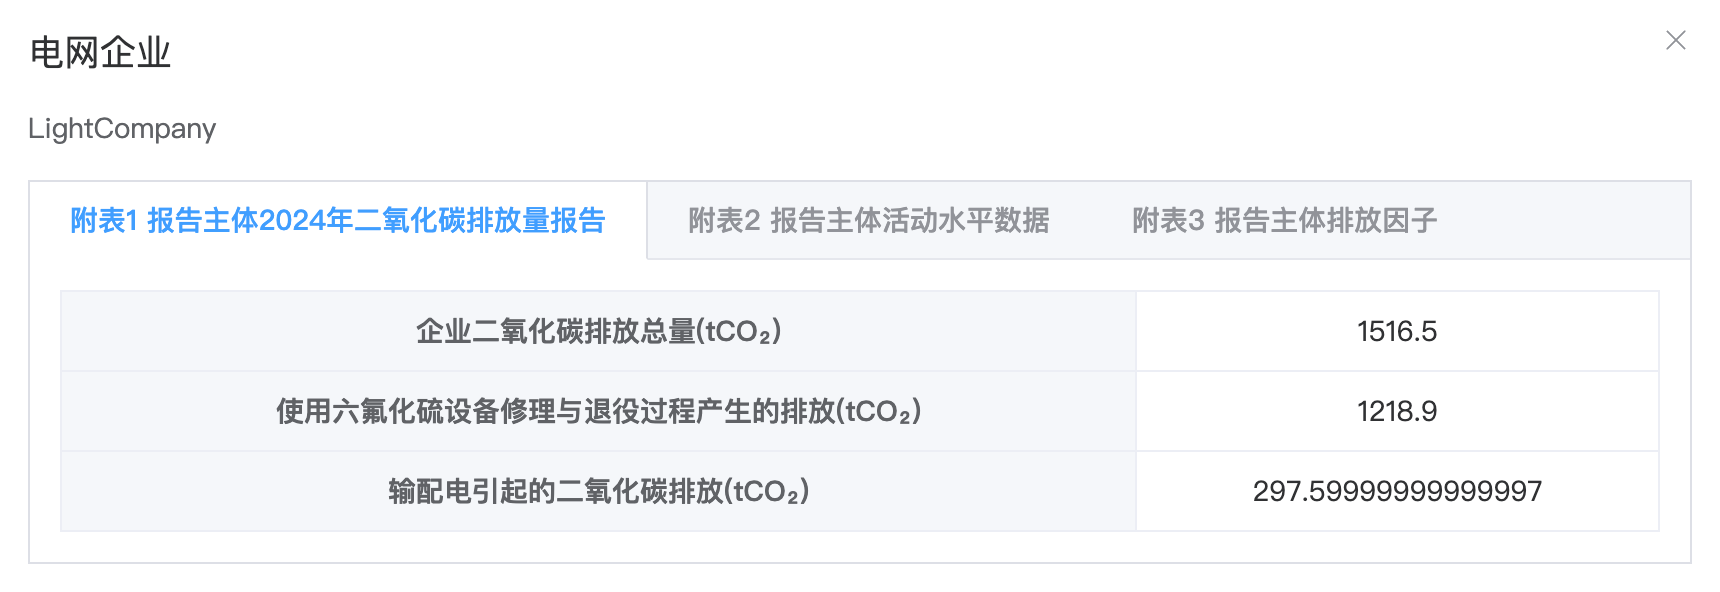 电网企业
LightCompany
附表1 报告主体2024年二氧化碳排放量报告
附表2 报告主体活动水平数据
附表3 报告主体排放因子
企业二氧化碳排放总量(tCO₂)
1516.5
使用六氟化硫设备修理与退役过程产生的排放(tCO₂)
1218.9
输配电引起的二氧化碳排放(tCO₂)
297.59999999999997